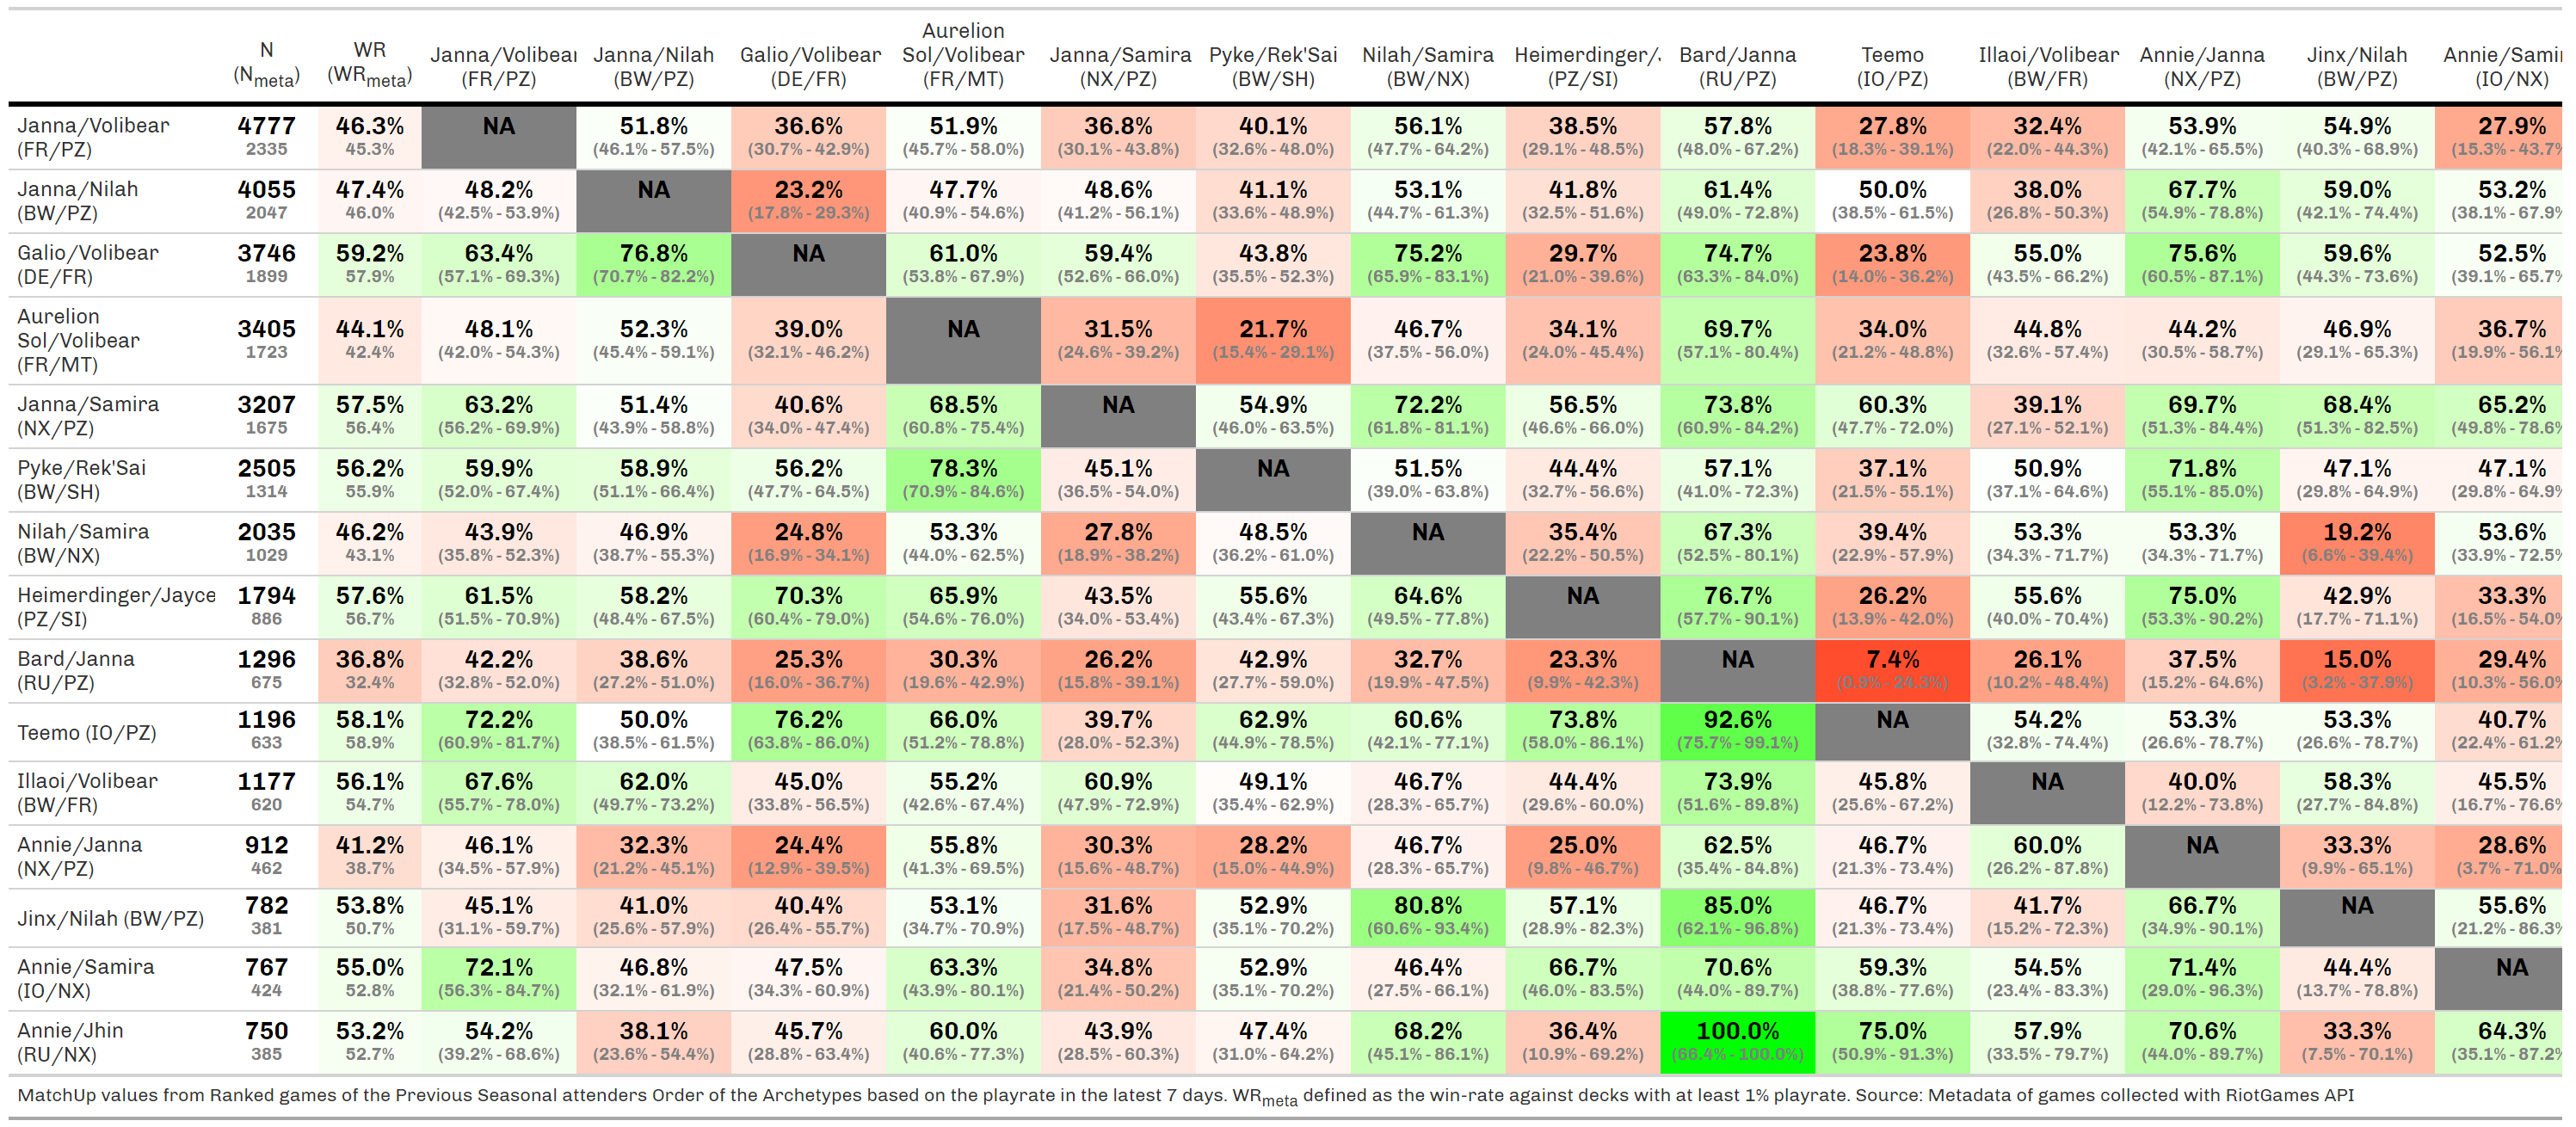 N (Nmeta) WR (WRmeta) Janna/Volibear (FR/PZ) Janna/Nilah (BW/PZ) Galio/Volibear (DE/FR) Aurelion Sol/Volibear (FR/MT) Janna/Samira (NX/PZ) Pyke/Rek'Sai (BW/SH) Nilah/Samira (BW/NX) Heimerdinger/. (PZ/SI) Bard/Janna (RU/PZ) Teemo (IO/PZ) Illaoi/Volibear (BW/FR) Annie/Janna (NX/PZ) Jinx/Nilah (BW/PZ) Annie/Samir (IO/NX)
Janna/Volibear 4777 46.3% NA 51.8% 36.6% 51.9% 36.8% 40.1% 56.1% 38.5% 57.8% 27.8% 32.4% 53.9% 54.9% 27.9%
(FR/PZ) 2335 45.3% (46.1% - 57.5%) (30.7% - 42.9%) (45.7% - 58.0%) (30.1% - 43.8%) (32.6% - 48.0%) (47.7% - 64.2%) (29.1% - 48.5%) (48.0% - 67.2%) (18.3% - 39.1%) (22.0% - 44.3%) (42.1% - 65.5%) (40.3% - 68.9%) (15.3% - 43.7%
Janna/Nilah 4055 47.4% 48.2% NA 23.2% 47.7% 48.6% 41.1% 53.1% 41.8% 61.4% 50.0% 38.0% 67.7% 59.0% 53.2%
(BW/PZ) 2047 46.0% (42.5% - 53.9%) (17.8% - 29.3%) (40.9% - 54.6%) (41.2% - 56.1%) (33.6% - 48.9%) (44.7% - 61.3%) (32.5% - 51.6%) (49.0% - 72.8%) (38.5% - 61.5%) (26.8% - 50.3%) (54.9% - 78.8%) (42.1% - 74.4%) (38.1% - 67.9%
Galio/Volibear 3746 59.2% 63.4% 76.8% NA 61.0% 59.4% 43.8% 75.2% 29.7% 74.7% 23.8% 55.0% 75.6% 59.6% 52.5%
(DE/FR) 1899 57.9% (57.1% - 69.3%) (70.7% - 82.2%) (53.8% - 67.9%) (52.6% - 66.0%) (35.5% - 52.3%) (65.9% - 83.1%) (21.0% - 39.6%) (63.3% - 84.0%) (14.0% - 36.2%) (43.5% - 66.2%) (60.5% - 87.1%) (44.3% - 73.6%) (39.1% - 65.7%
Aurelion
Sol/Volibear 3405 44.1% 48.1% 52.3% 39.0% NA 31.5% 21.7% 46.7% 34.1% 69.7% 34.0% 44.8% 44.2% 46.9% 36.7%
(FR/MT) 1723 42.4% (42.0% - 54.3%) (45.4% - 59.1%) (32.1% - 46.2%) (24.6% - 39.2%) (15.4% - 29.1%) (37.5% - 56.0%) (24.0% - 45.4%) (57.1% - 80.4%) (21.2% - 48.8%) (32.6% - 57.4%) (30.5% - 58.7%) (29.1% - 65.3%) (19.9% - 56.1%
Janna/Samira 3207 57.5% 63.2% 51.4% 40.6% 68.5% NA 54.9% 72.2% 56.5% 73.8% 60.3% 39.1% 69.7% 68.4% 65.2%
(NX/PZ) 1675 56.4% (56.2% - 69.9%) (43.9% - 58.8%) (34.0% - 47.4%) (60.8% - 75.4%) (46.0% - 63.5%) (61.8% - 81.1%) (46.6% - 66.0%) (60.9% - 84.2%) (47.7% - 72.0%) (27.1% - 52.1%) (51.3% - 84.4%) (51.3% - 82.5%) (49.8% - 78.6%
Pyke/Rek'Sai 2505 56.2% 59.9% 58.9% 56.2% 78.3% 45.1% NA 51.5% 44.4% 57.1% 37.1% 50.9% 71.8% 47.1% 47.1%
(BW/SH) 1314 55.9% (52.0% - 67.4%) (51.1% - 66.4%) (47.7% - 64.5%) (70.9% - 84.6%) (36.5% - 54.0%) (39.0% - 63.8%) (32.7% - 56.6%) (41.0% - 72.3%) (21.5% - 55.1%) (37.1% - 64.6%) (55.1% - 85.0%) (29.8% - 64.9%) (29.8% - 64.9%
Nilah/Samira 2035 46.2% 43.9% 46.9% 24.8% 53.3% 27.8% 48.5% NA 35.4% 67.3% 39.4% 53.3% 53.3% 19.2% 53.6%
(BW/NX) 1029 43.1% (35.8% - 52.3%) (38.7% - 55.3%) (16.9% - 34.1%) (44.0% - 62.5%) (18.9% - 38.2%) (36.2% - 61.0%) (22.2% - 50.5%) (52.5% - 80.1%) (22.9% - 57.9%) (34.3% - 71.7%) (34.3% - 71.7%) (6.6% - 39.4%) (33.9% - 72.5%
Heimerdinger/Jayce 1794 57.6% 61.5% 58.2% 70.3% 65.9% 43.5% 55.6% 64.6% NA 76.7% 26.2% 55.6% 75.0% 42.9% 33.3%
(PZ/SI) 886 56.7% (51.5% - 70.9%) (48.4% - 67.5%) (60.4% - 79.0%) (54.6% - 76.0%) (34.0% - 53.4%) (43.4% - 67.3%) (49.5% - 77.8%) (57.7% - 90.1%) (13.9% - 42.0%) (40.0% - 70.4%) (53.3% - 90.2%) (17.7% - 71.1%) (16.5% - 54.0%
Bard/Janna 1296 36.8% 42.2% 38.6% 25.3% 30.3% 26.2% 42.9% 32.7% 23.3% NA 7.4% 26.1% 37.5% 15.0% 29.4%
(RU/PZ) 675 32.4% (32.8% - 52.0%) (27.2% - 51.0%) (16.0% - 36.7%) (19.6% - 42.9%) (15.8% - 39.1%) (27.7% - 59.0%) (19.9% - 47.5%) (9.9% - 42.3%) (0.9% - 24.3%) (10.2% - 48.4%) (15.2% - 64.6%) (3.2% - 37.9%) (10.3% - 56.0%
Teemo (IO/PZ) 1196 58.1% 72.2% 50.0% 76.2% 66.0% 39.7% 62.9% 60.6% 73.8% 92.6% NA 54.2% 53.3% 53.3% 40.7%
633 58.9% (60.9% - 81.7%) (38.5% - 61.5%) (63.8% - 86.0%) (51.2% - 78.8%) (28.0% - 52.3%) (44.9% - 78.5%) (42.1% - 77.1%) (58.0% - 86.1%) (75.7% - 99.1%) (32.8% - 74.4%) (26.6% - 78.7%) (26.6% - 78.7%) (22.4% - 61.2%
Illaoi/Volibear 1177 56.1% 67.6% 62.0% 45.0% 55.2% 60.9% 49.1% 46.7% 44.4% 73.9% 45.8% NA 40.0% 58.3% 45.5%
(BW/FR) 620 54.7% (55.7% - 78.0%) (49.7% - 73.2%) (33.8% - 56.5%) (42.6% - 67.4%) (47.9% - 72.9%) (35.4% - 62.9%) (28.3% - 65.7%) (29.6% - 60.0%) (51.6% - 89.8%) (25.6% - 67.2%) (12.2% - 73.8%) (27.7% - 84.8%) (16.7% - 76.6%
Annie/Janna 912 41.2% 46.1% 32.3% 24.4% 55.8% 30.3% 28.2% 46.7% 25.0% 62.5% 46.7% 60.0% NA 33.3% 28.6%
(NX/PZ) 462 38.7% (34.5% - 57.9%) (21.2% - 45.1%) (12.9% - 39.5%) (41.3% - 69.5%) (15.6% - 48.7%) (15.0% - 44.9%) (28.3% - 65.7%) (9.8% - 46.7%) (35.4% - 84.8%) (21.3% - 73.4%) (26.2% - 87.8%) (9.9% - 65.1%) (3.7% - 71.0%
Jinx/Nilah (BW/PZ) 782 53.8% 45.1% 41.0% 40.4% 53.1% 31.6% 52.9% 80.8% 57.1% 85.0% 46.7% 41.7% 66.7% NA 55.6%
381 50.7% (31.1% - 59.7%) (25.6% - 57.9%) (26.4% - 55.7%) (34.7% - 70.9%) (17.5% - 48.7%) (35.1% - 70.2%) (60.6% - 93.4%) (28.9% - 82.3%) (62.1% - 96.8%) (21.3% - 73.4%) (15.2% - 72.3%) (34.9% - 90.1%) (21.2% - 86.3%
Annie/Samira 767 55.0% 72.1% 46.8% 47.5% 63.3% 34.8% 52.9% 46.4% 66.7% 70.6% 59.3% 54.5% 71.4% 44.4% NA
(IO/NX) 424 52.8% (56.3% - 84.7%) (32.1% - 61.9%) (34.3% - 60.9%) (43.9% - 80.1%) (21.4% - 50.2%) (35.1% - 70.2%) (27.5% - 66.1%) (46.0% - 83.5%) (44.0% - 89.7%) (38.8% - 77.6%) (23.4% - 83.3%) (29.0% - 96.3%) (13.7% - 78.8%)
Annie/Jhin 750 53.2% 54.2% 38.1% 45.7% 60.0% 43.9% 47.4% 68.2% 36.4% 100.0% 75.0% 57.9% 70.6% 33.3% 64.3%
(RU/NX) 385 52.7% (39.2% - 68.6%) (23.6% - 54.4%) (28.8% - 63.4%) (40.6% - 77.3%) (28.5% - 60.3%) (31.0% - 64.2%) (45.1% - 86.1%) (10.9% - 69.2%) (66.4% - 100.0%) (50.9% - 91.3%) (33.5% - 79.7%) (44.0% - 89.7%) (7.5% - 70.1%) (35.1% - 87.2%
MatchUp values from Ranked games of the Previous Seasonal attenders Order of the Archetypes based on the playrate in the latest 7 days. WRmeta defined as the win-rate against decks with at least 1% playrate. Source: Metadata of games collected with RiotGames API